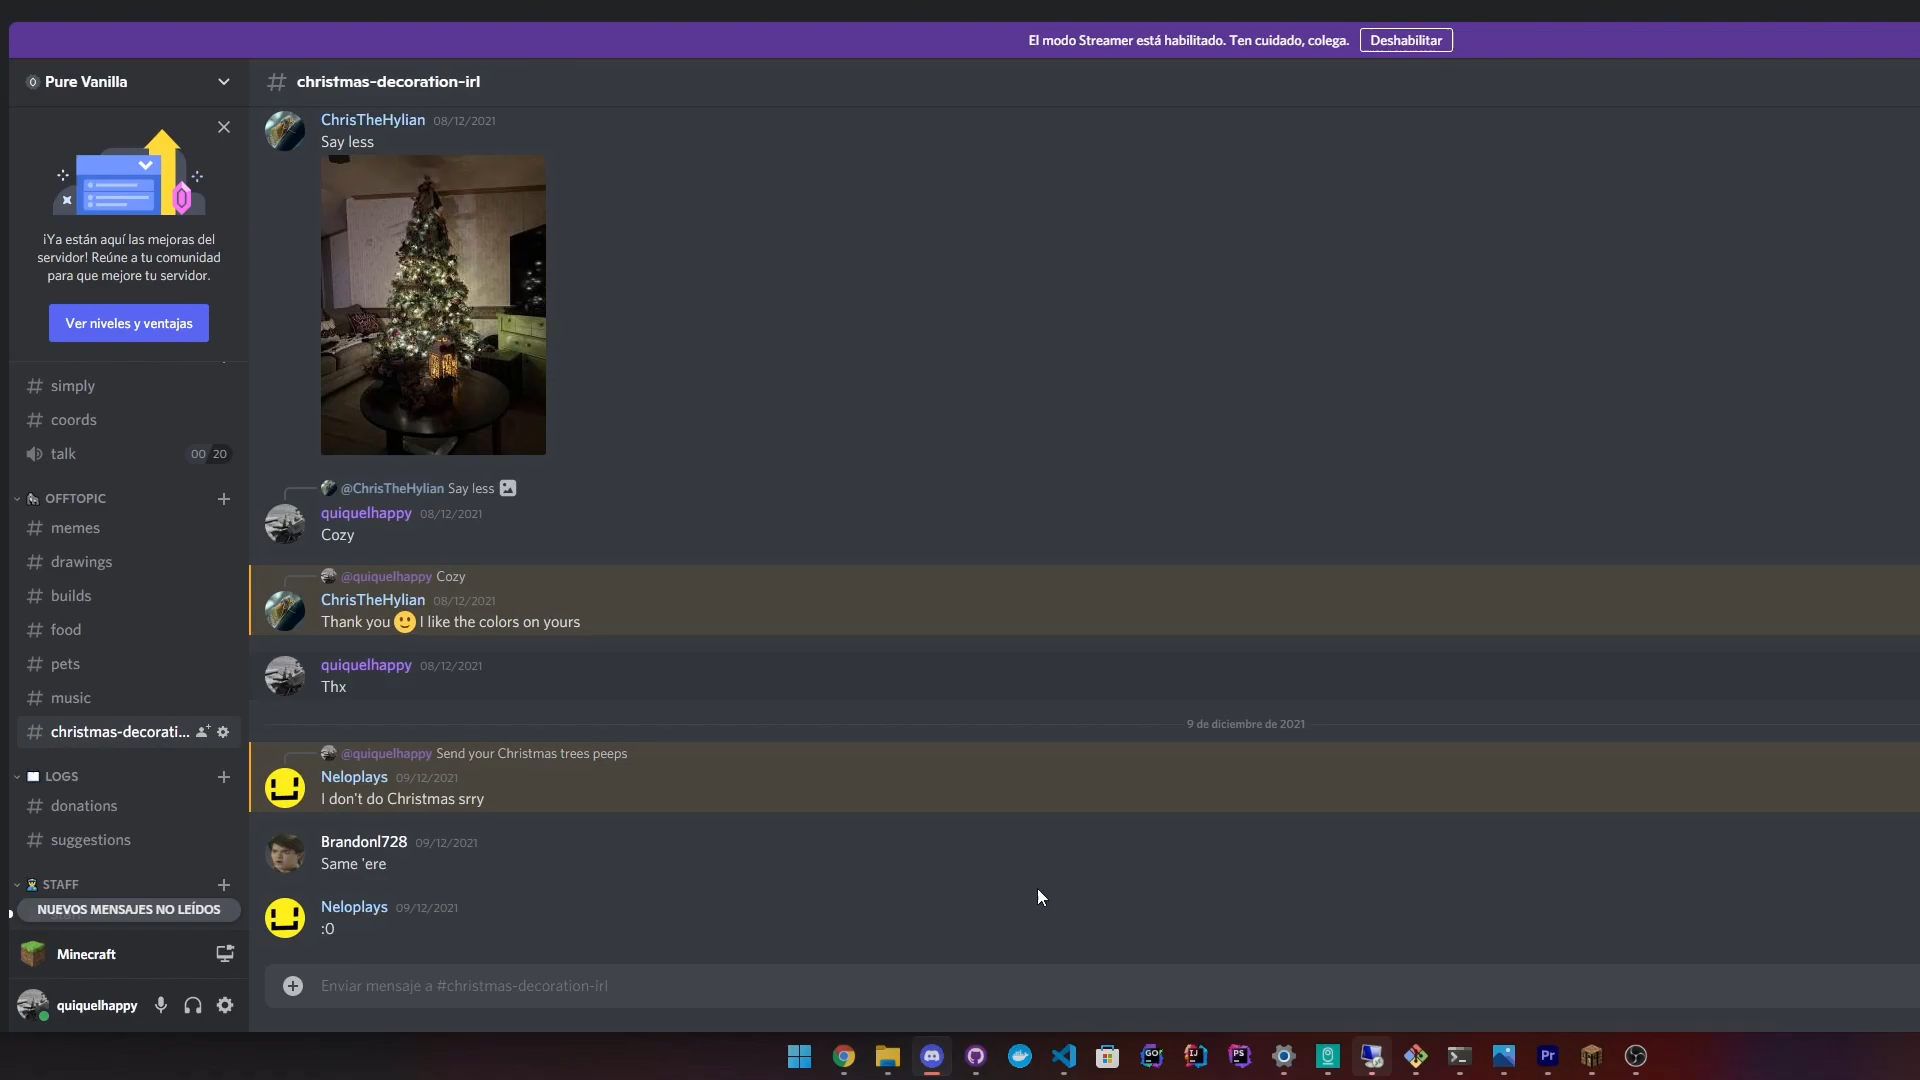 El modo Streamer está habilitado. Ten cuidado, colega.
Deshabilitar
Pure Vanilla
christmas-decoration-irl
¡Ya están aquí las mejoras del
servidor! Reúne a tu comunidad
para que mejore tu servidor.
Ver niveles y ventajas
simply
coords
talk 00 20
OFFTOPIC
memes
drawings
builds
food
pets
music
christmas-decorati...
LOGS
donations
suggestions
STAFF
NUEVOS MENSAJES NO LEÍDOS
Minecraft
quiquelhappy
ChrisTheHylian 08/12/2021
Say less
@ChrisTheHylian Say less
quiquelhappy 08/12/2021
Cozy
@quiquelhappy Cozy
ChrisTheHylian 08/12/2021
Thank you 🙂 I like the colors on yours
quiquelhappy 08/12/2021
Thx
9 de diciembre de 2021
@quiquelhappy Send your Christmas trees peeps
Neloplays 09/12/2021
I don't do Christmas srry
Brandonl728 09/12/2021
Same 'ere
Neloplays 09/12/2021
:0
Enviar mensaje a #christmas-decoration-irl
GO
IJ
PS
Pr